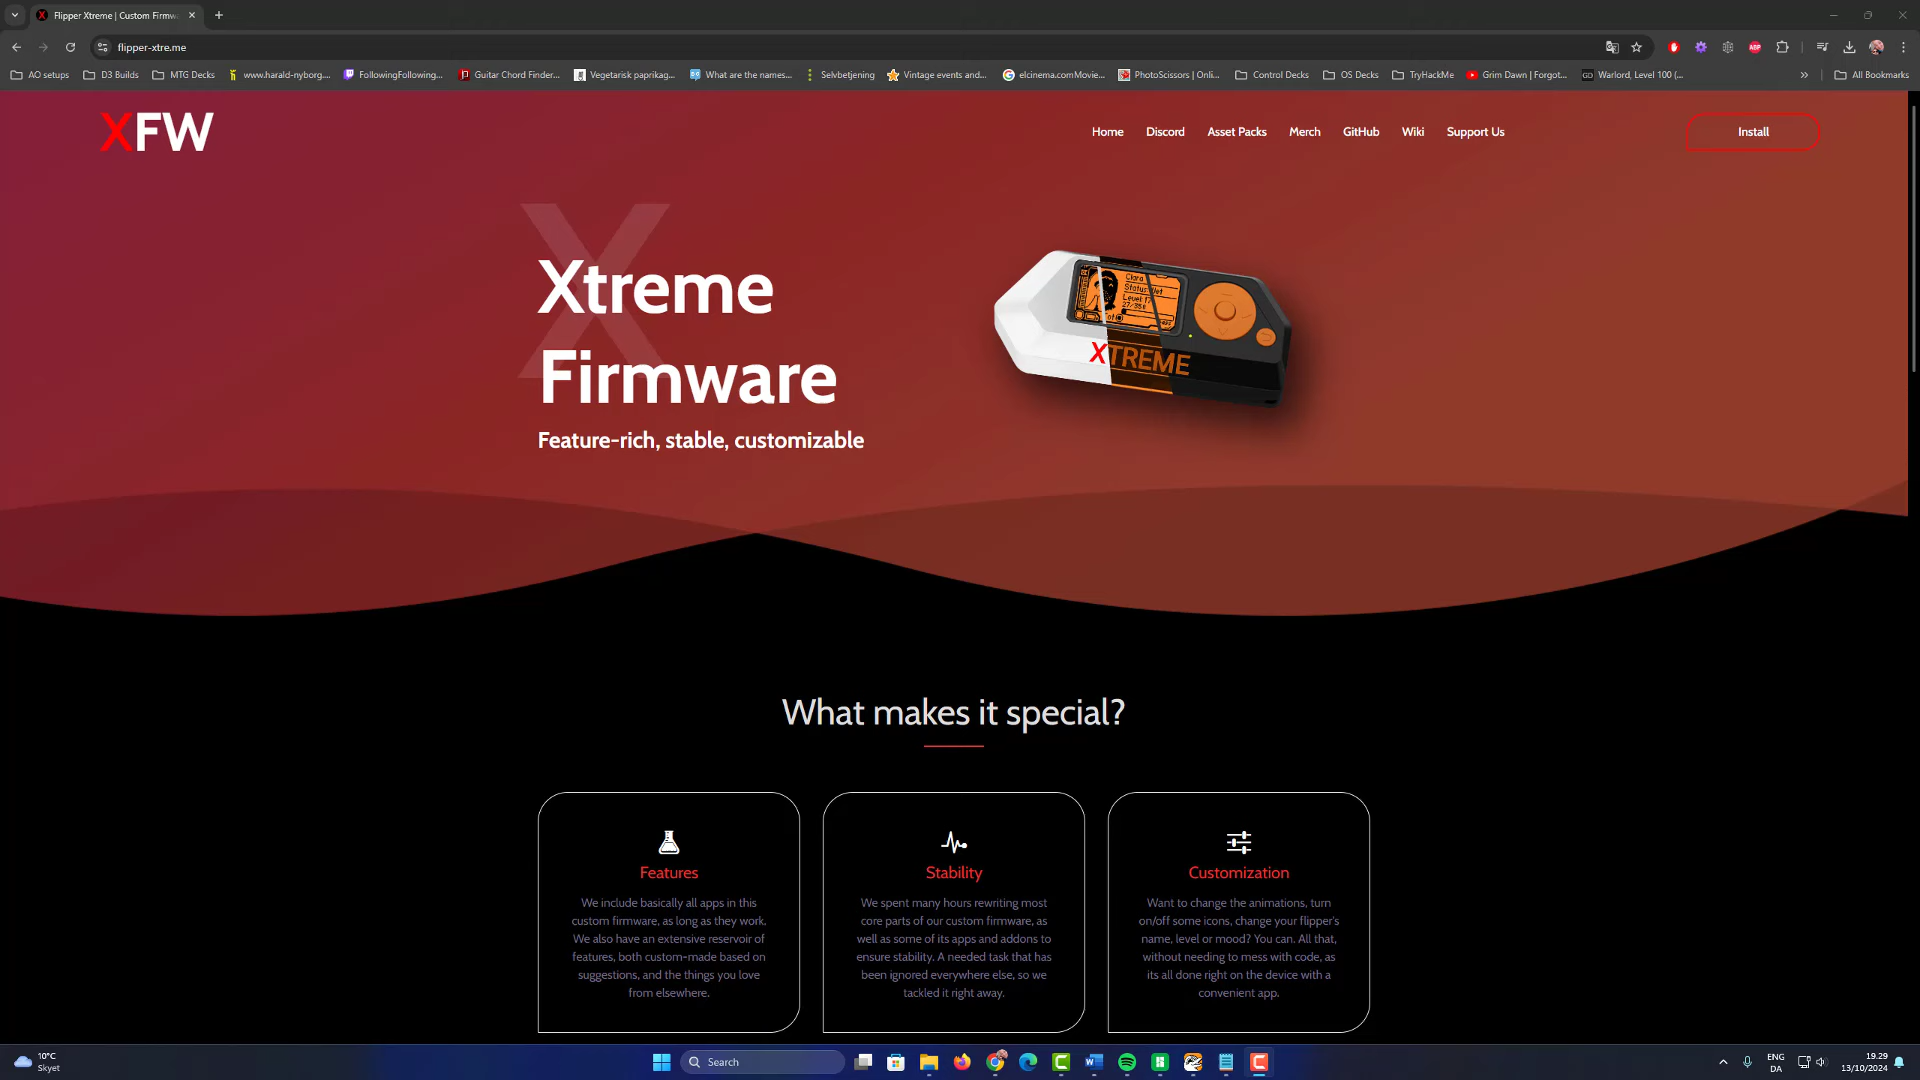 Flipper Xtreme | Custom Firmw
flipper-xtre.me
AO setups
D3 Builds
MTG Decks
www.harald-nyborg....
FollowingFollowing...
Guitar Chord Finder...
Vegetarisk paprikag...
What are the names...
Selvbetjening
Vintage events and...
elcinema.comMovie...
PhotoScissors | Onli...
Control Decks
OS Decks
TryHackMe
Grim Dawn | Forgot...
Warlord, Level 100 (...
All Bookmarks
XFW
Home
Discord
Asset Packs
Merch
GitHub
Wiki
Support Us
Install
X
Xtreme
Firmware
Feature-rich, stable, customizable
Clara
Level:17
XTREME
What makes it special?
Features
We include basically all apps in this
custom firmware, as long as they work.
We also have an extensive reservoir of
features, both custom-made based on
suggestions, and the things you love
from elsewhere.
Stability
We spent many hours rewriting most
core parts of our custom firmware, as
well as some of its apps and addons to
ensure stability. A needed task that has
been ignored everywhere else, so we
tackled it right away.
Customization
Want to change the animations, turn
on/off some icons, change your flipper's
name, level or mood? You can. All that,
without needing to mess with code, as
its all done right on the device with a
convenient app.
10°C
Skyet
Search
ENG
DA
19.29
13/10/2024